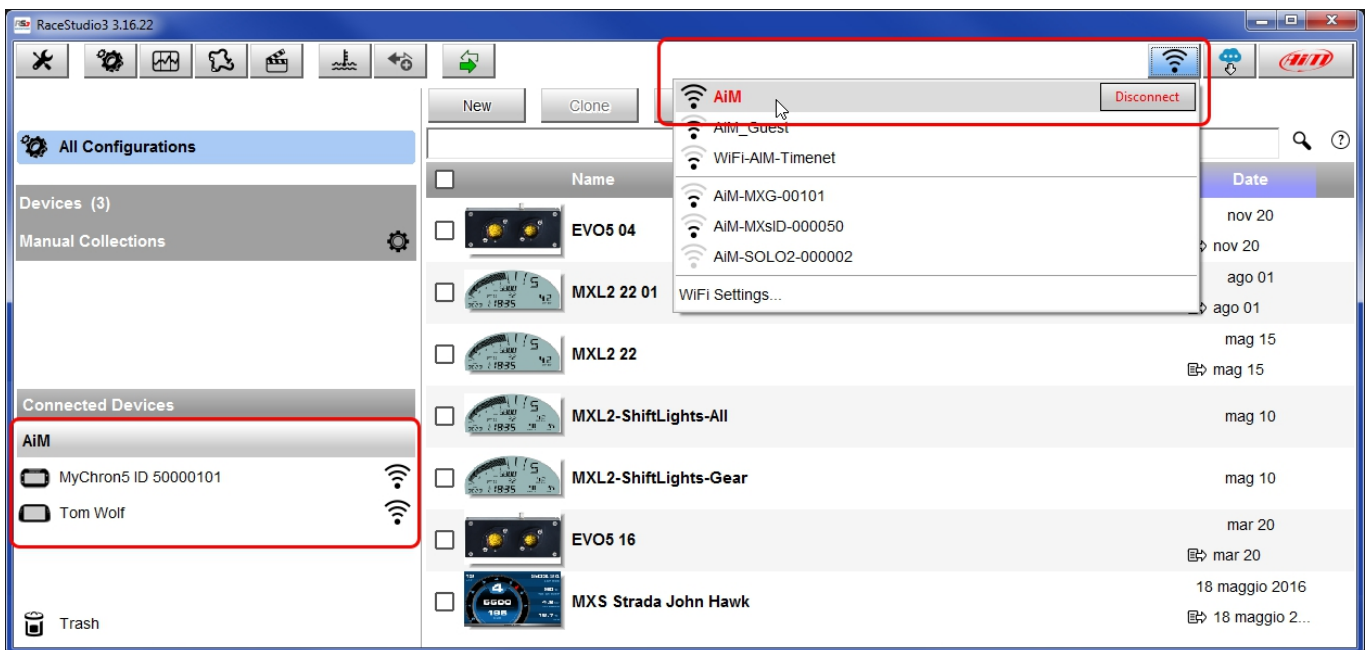 RaceStudio3 3.16.22
AiM
AiM
Disconnect
AiM_Guest
WiFi-AIM-Timenet
AiM-MXG-00101
AiM-MXsID-000050
AiM-SOLO2-000002
WiFi Settings...
New
Clone
All Configurations
Devices (3)
Manual Collections
Name
Date
EVO5 04
nov 20
nov 20
MXL2 22 01
ago 01
ago 01
MXL2 22
mag 15
mag 15
MXL2-ShiftLights-All
mag 10
MXL2-ShiftLights-Gear
mag 10
EVO5 16
mar 20
mar 20
MXS Strada John Hawk
18 maggio 2016
18 maggio 2...
Connected Devices
AiM
MyChron5 ID 50000101
Tom Wolf
Trash